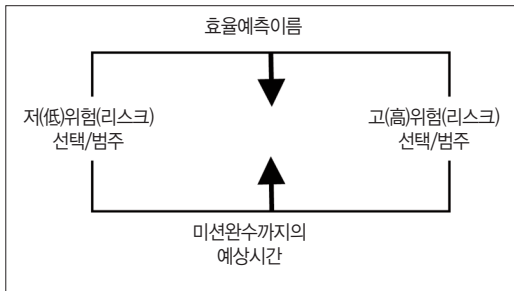 효율예측이름
저(低)위험(리스크)
선택/범주
고(高)위험(리스크)
선택/범주
미션완수까지의
예상시간